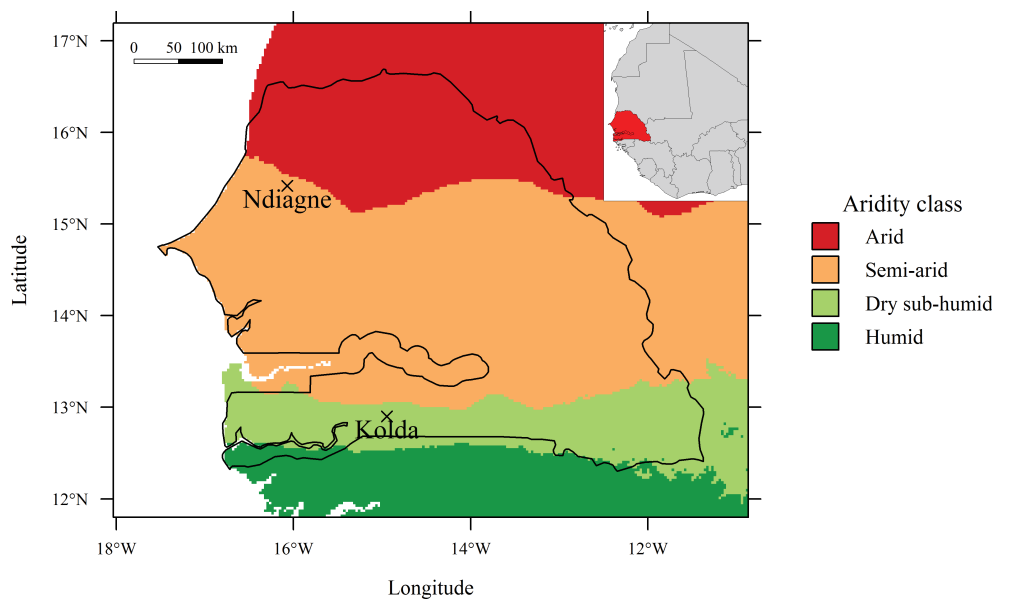 17°N
16°N
15°N
14°N
13°N
12°N
Latitude
0 50 100 km
Ndiagne
Kolda
18°W 16°W 14°W 12°W
Longitude
Aridity class
Arid
Semi-arid
Dry sub-humid
Humid